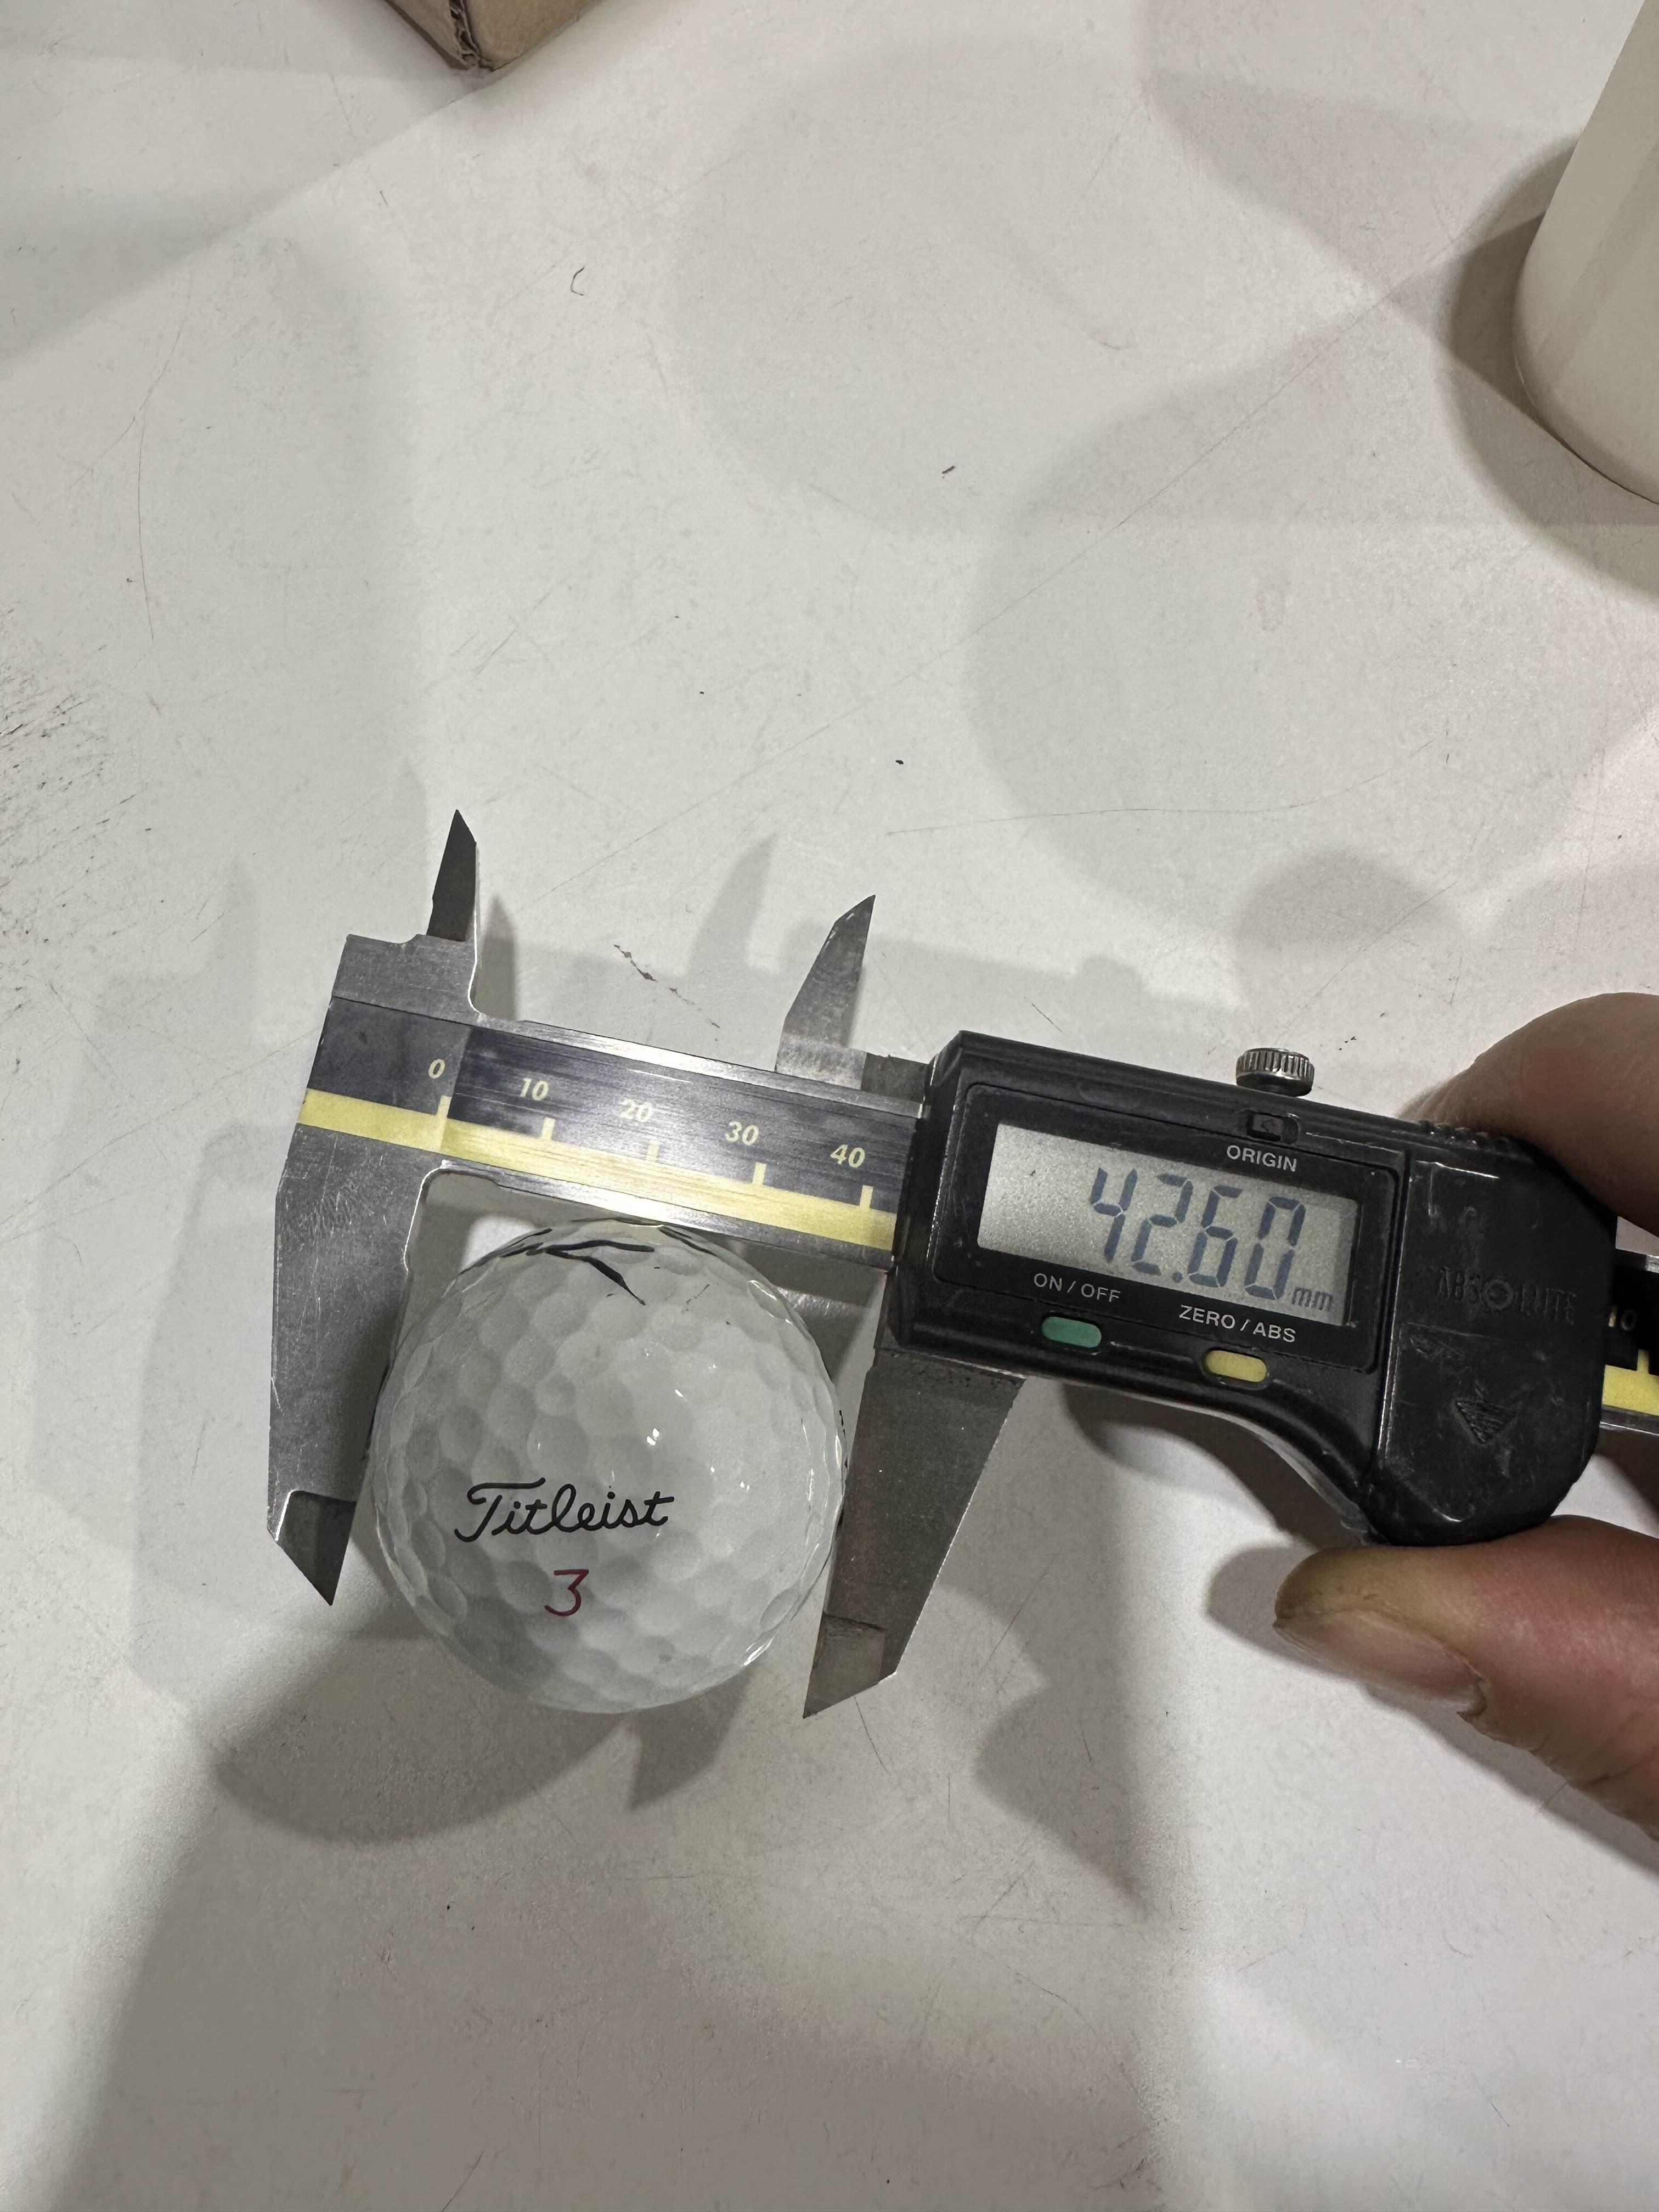 0 10 20 30 40
ORIGIN
42.60 mm
ON / OFF
ZERO / ABS
ABSOLUTE
Titleist
3